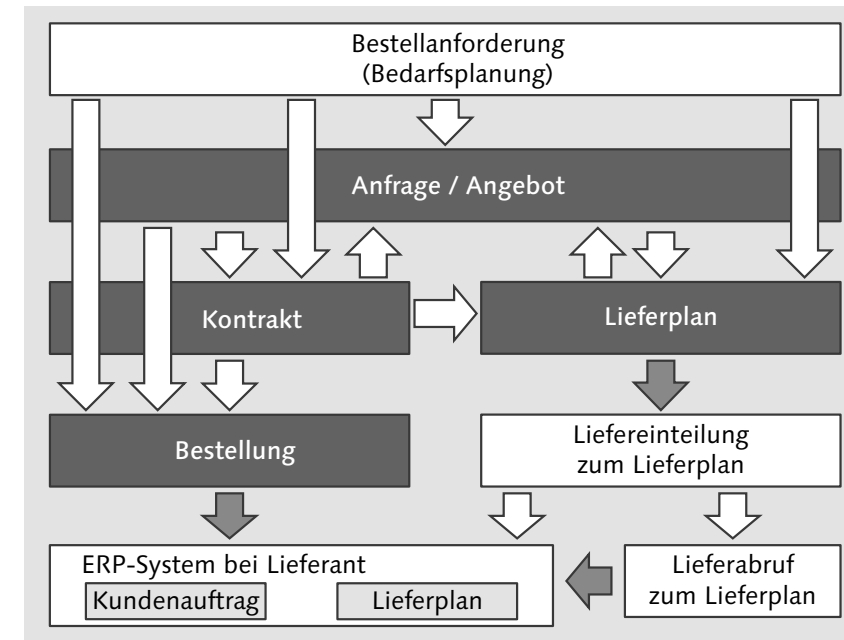 Bestellanforderung
(Bedarfsplanung)
Anfrage / Angebot
Kontrakt
Lieferplan
Bestellung
Liefereinteilung
zum Lieferplan
ERP-System bei Lieferant
Kundenauftrag
Lieferplan
Lieferabruf
zum Lieferplan